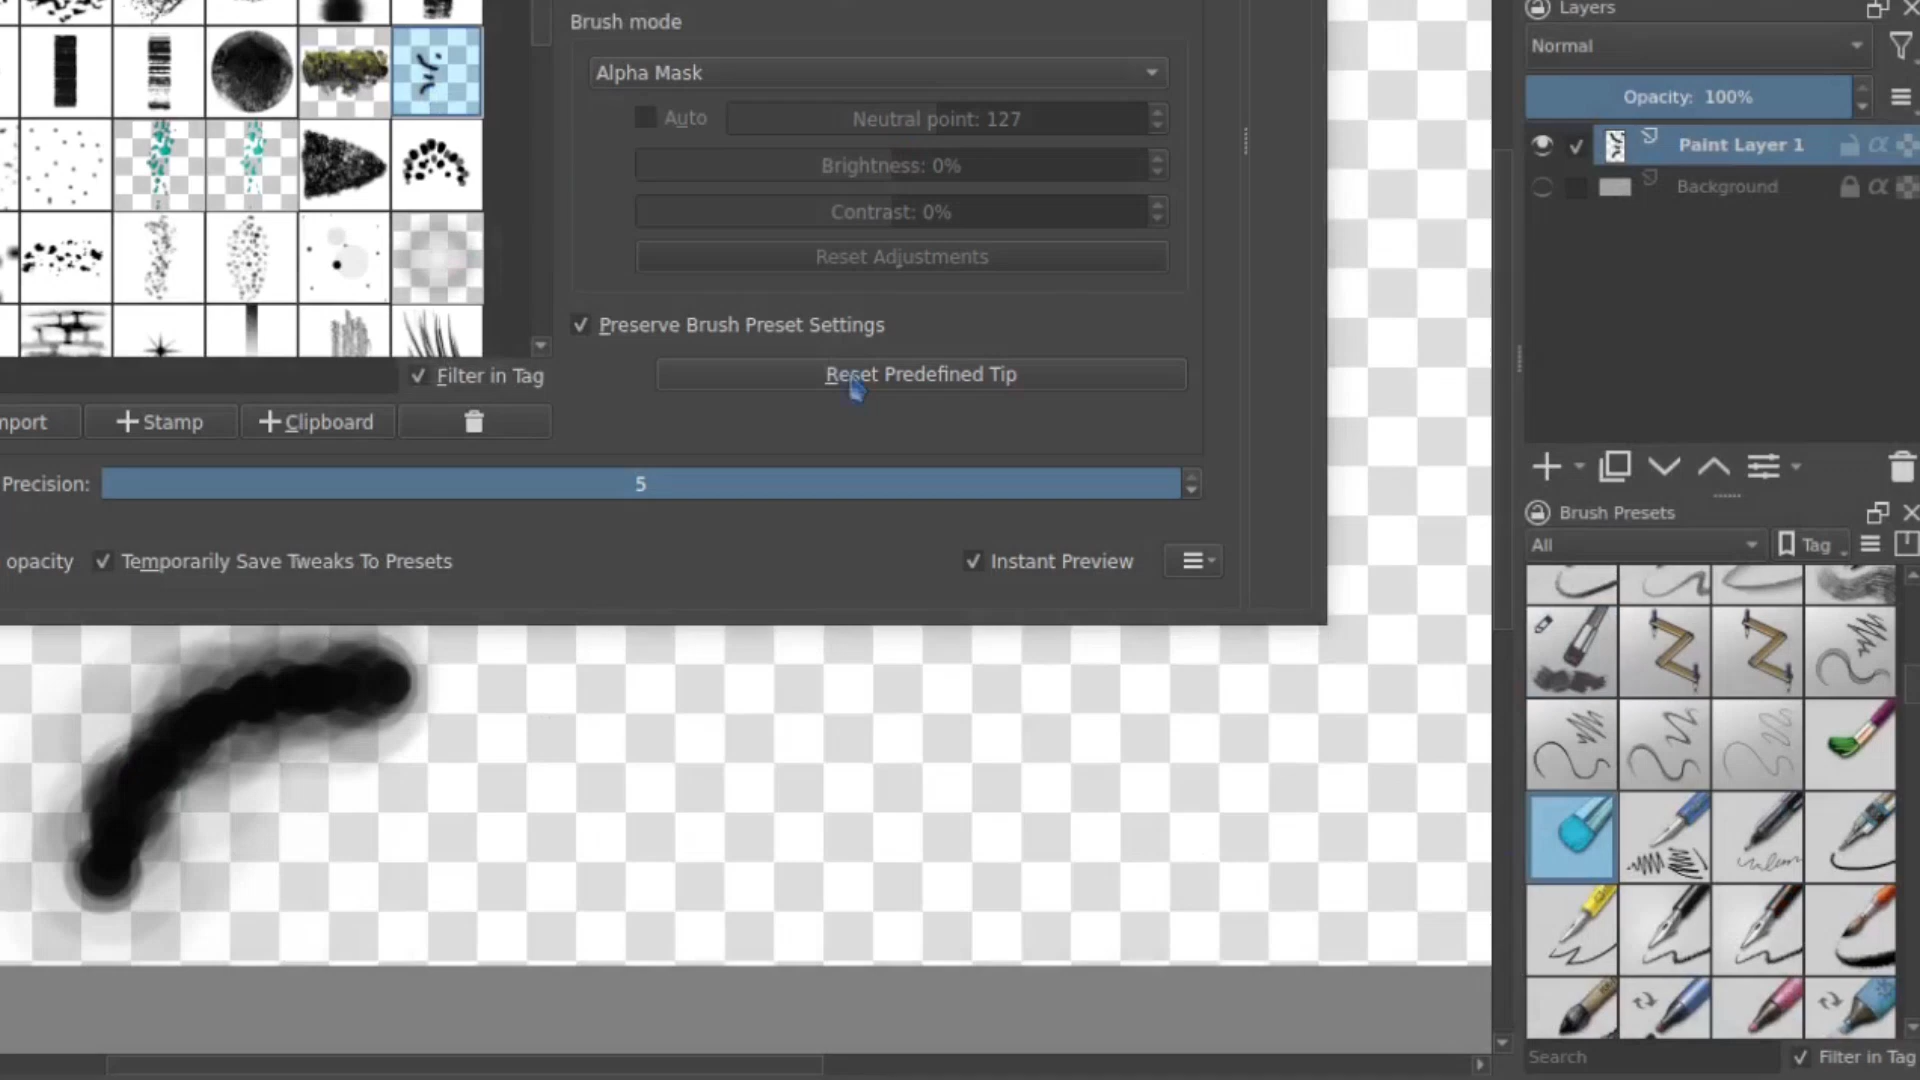 Brush mode
Alpha Mask
Auto
Neutral point: 127
Brightness: 0%
Contrast: 0%
Reset Adjustments
Preserve Brush Preset Settings
Reset Predefined Tip
Filter in Tag
mport
Stamp
Clipboard
Precision:
5
opacity
Temporarily Save Tweaks To Presets
Instant Preview
Layers
Normal
Opacity: 100%
Paint Layer 1
Background
Brush Presets
All
Tag
Search
Filter in Tag